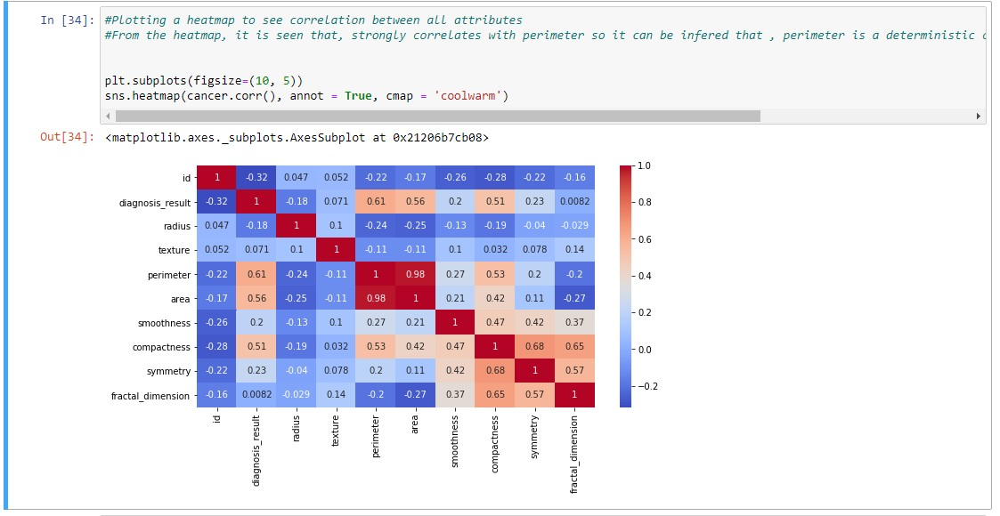 In [34]: #Plotting a heatmap to see correlation between all attributes
#From the heatmap, it is seen that, strongly correlates with perimeter so it can be infered that , perimeter is a deterministic
plt.subplots(figsize=(10, 5))
sns.heatmap(cancer.corr(), annot = True, cmap = 'coolwarm')
Out[34]: <matplotlib.axes._subplots.AxesSubplot at 0x21206b7cb08>
id 1 -0.32 0.047 0.052 -0.22 -0.17 -0.26 -0.28 -0.22 -0.16
diagnosis_result -0.32 1 -0.18 0.071 0.61 0.56 0.2 0.51 0.23 0.0082
radius 0.047 -0.18 1 0.1 -0.24 -0.25 -0.13 -0.19 -0.04 -0.029
texture 0.052 0.071 0.1 1 -0.11 -0.11 0.1 0.032 0.078 0.14
perimeter -0.22 0.61 -0.24 -0.11 1 0.98 0.27 0.53 0.2 -0.2
area -0.17 0.56 -0.25 -0.11 0.98 1 0.21 0.42 0.11 -0.27
smoothness -0.26 0.2 -0.13 0.1 0.27 0.21 1 0.47 0.42 0.37
compactness -0.28 0.51 -0.19 0.032 0.53 0.42 0.47 1 0.68 0.65
symmetry -0.22 0.23 -0.04 0.078 0.2 0.11 0.42 0.68 1 0.57
fractal_dimension -0.16 0.0082 -0.029 0.14 -0.2 -0.27 0.37 0.65 0.57 1
id
diagnosis_result
radius
texture
perimeter
area
smoothness
compactness
symmetry
fractal_dimension
1.0
0.8
0.6
0.4
0.2
0.0
−0.2